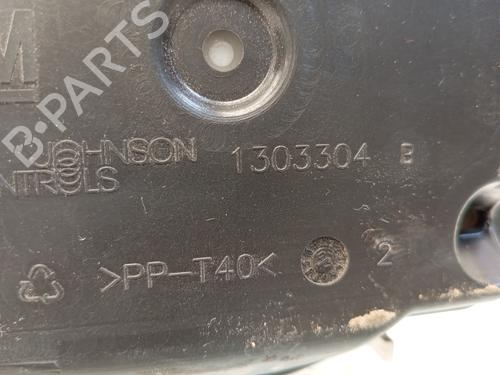 M
B-PARTS
JOHNSON 1303304 B
NTROLS
>PP-T40< 2